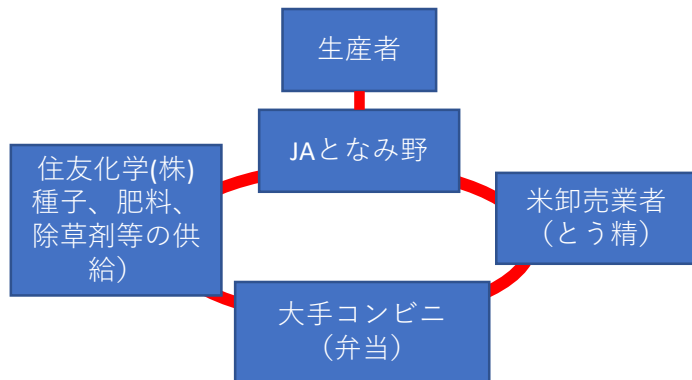 生産者
JAとなみ野
住友化学(株)
種子、肥料、
除草剤等の供
給）
米卸売業者
（とう精）
大手コンビニ
（弁当）